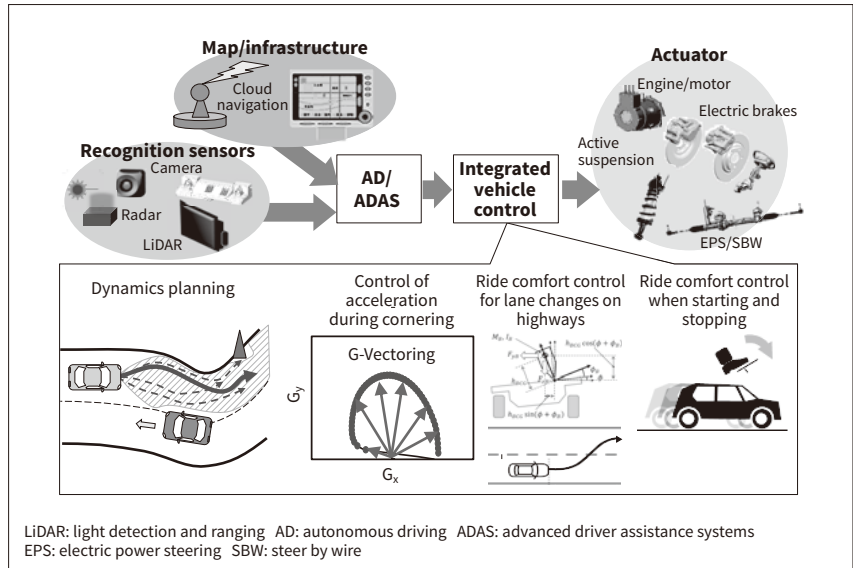 Map/infrastructure
Cloud
navigation
Recognition sensors
Camera
Radar
LiDAR
AD/
ADAS
Integrated
vehicle
control
Actuator
Engine/motor
Electric brakes
Active
suspension
EPS/SBW
Dynamics planning
Control of
acceleration
during cornering
G-Vectoring
Gy
Gx
Ride comfort control
for lane changes on
highways
Ride comfort control
when starting and
stopping
LiDAR: light detection and ranging AD: autonomous driving ADAS: advanced driver assistance systems
EPS: electric power steering SBW: steer by wire